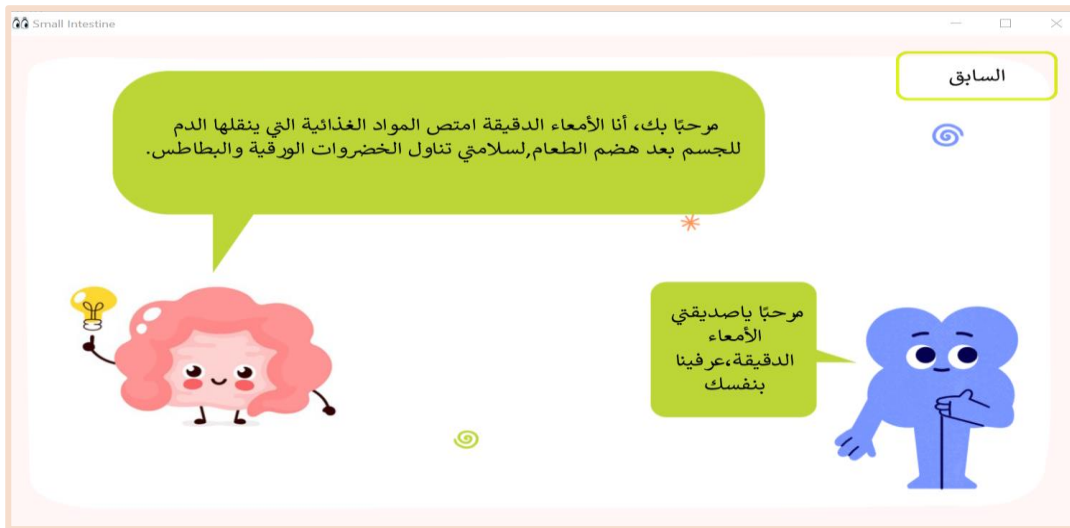 Small Intestine
السابق
مرحبًا بك، أنا الأمعاء الدقيقة امتص المواد الغذائية التي ينقلها الدم
للجسم بعد هضم الطعام,لسلامتي تناول الخضروات الورقية والبطاطس.
مرحبًا ياصديقتي
الأمعاء
الدقيقة،عرفينا
بنفسك